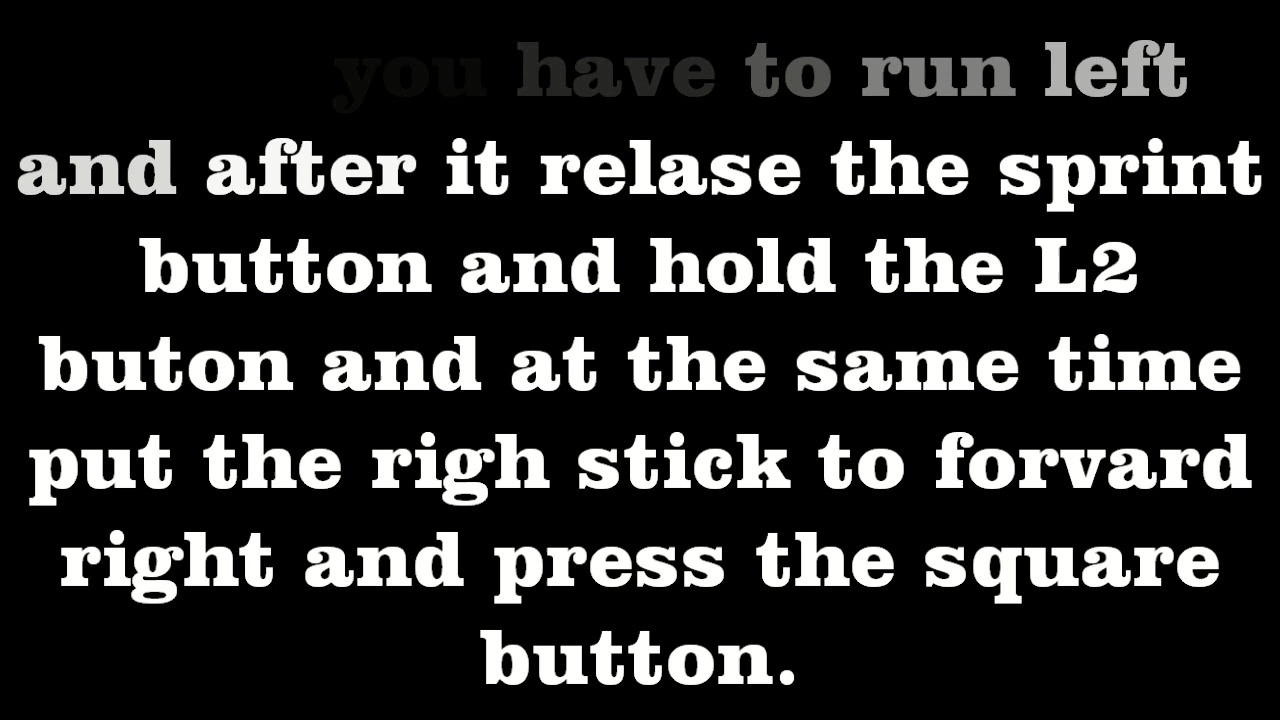 you have to run left
and after it relase the sprint
button and hold the L2
buton and at the same time
put the righ stick to forvard
right and press the square
button.